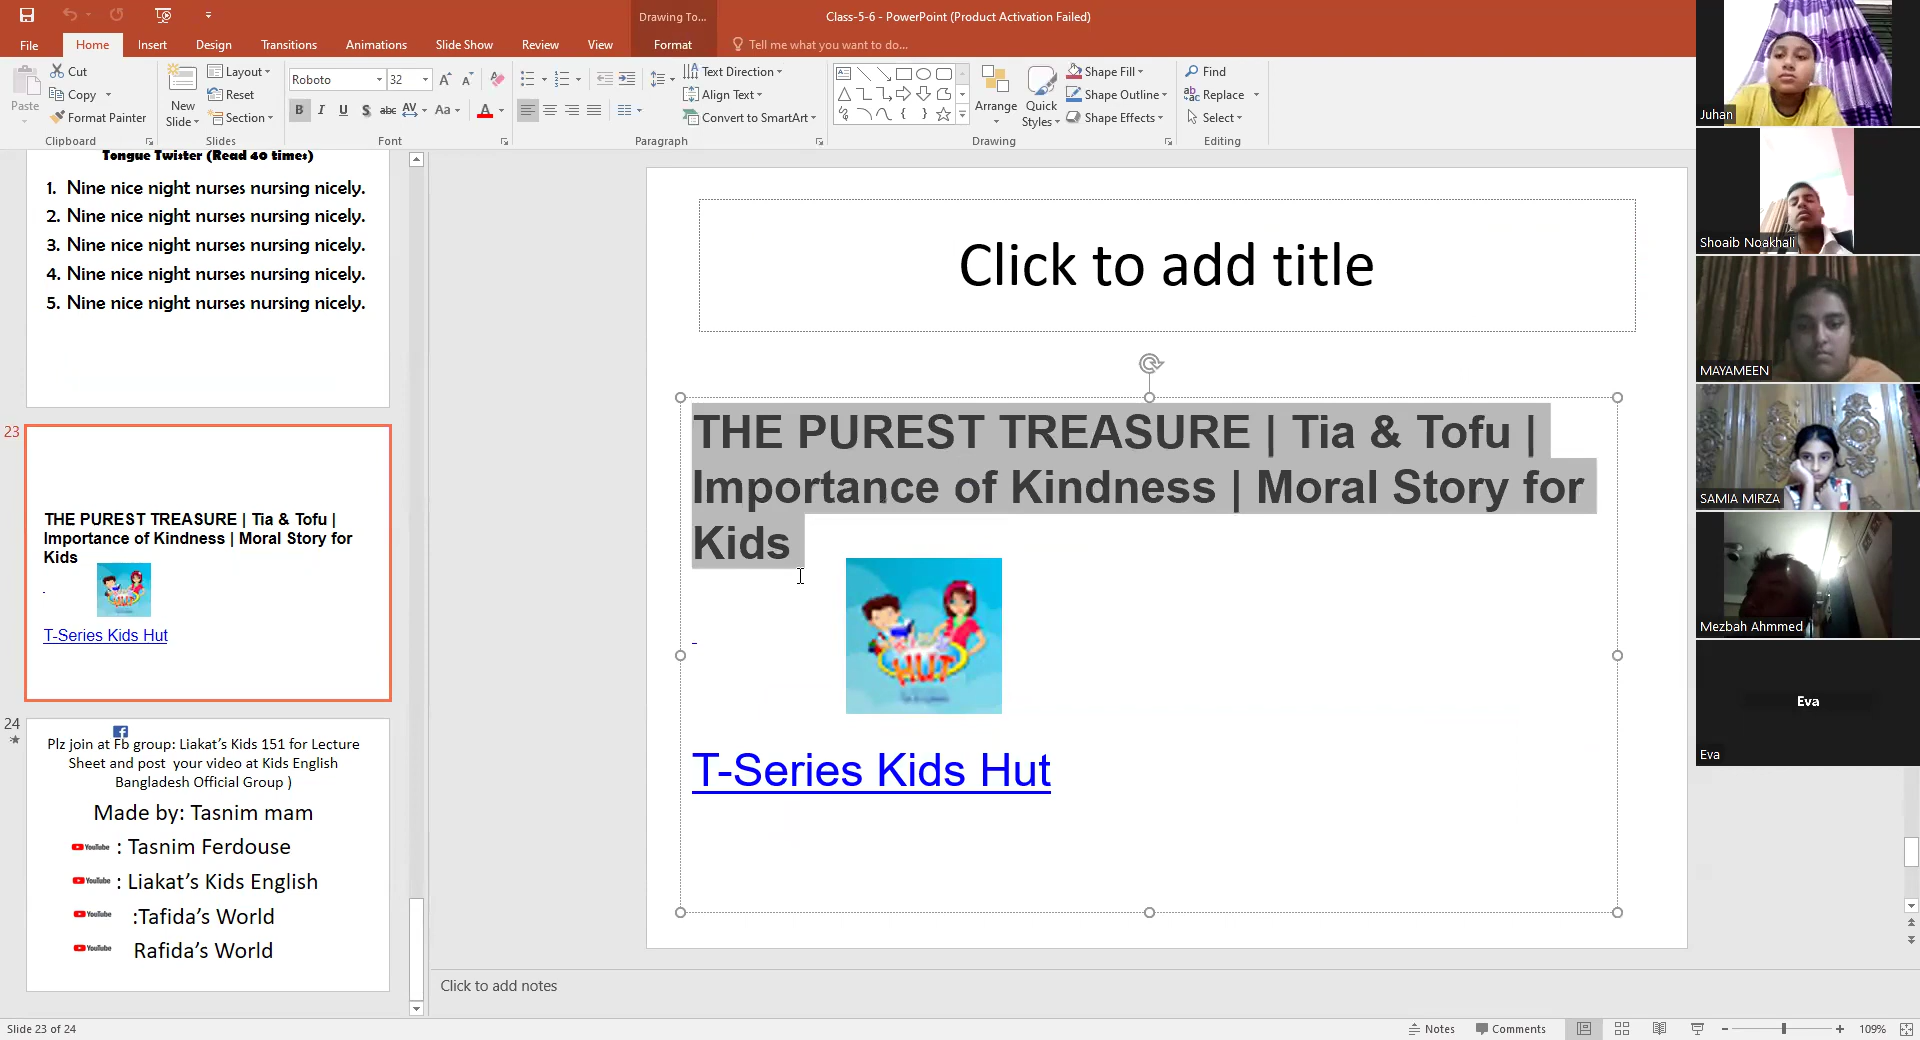 Class-5-6 - PowerPoint (Product Activation Failed)
Drawing To...
File
Home
Insert
Design
Transitions
Animations
Slide Show
Review
View
Format
Tell me what you want to do...
Paste
Cut
Copy
Format Painter
Clipboard
New
Slide
Layout
Reset
Section
Slides
Roboto
32
Font
Text Direction
Align Text
Convert to SmartArt
Paragraph
Arrange
Quick
Styles
Shape Fill
Shape Outline
Shape Effects
Drawing
Find
Replace
Select
Editing
Tongue Twister (Read 40 times)
1. Nine nice night nurses nursing nicely.
2. Nine nice night nurses nursing nicely.
3. Nine nice night nurses nursing nicely.
4. Nine nice night nurses nursing nicely.
5. Nine nice night nurses nursing nicely.
23
THE PUREST TREASURE | Tia & Tofu |
Importance of Kindness | Moral Story for
Kids
T-Series Kids Hut
24
Plz join at Fb group: Liakat's Kids 151 for Lecture
Sheet and post your video at Kids English
Bangladesh Official Group )
Made by: Tasnim mam
YouTube : Tasnim Ferdouse
YouTube : Liakat's Kids English
YouTube :Tafida's World
YouTube Rafida's World
Click to add title
THE PUREST TREASURE | Tia & Tofu |
Importance of Kindness | Moral Story for
Kids
HUT
T-Series Kids Hut
Click to add notes
Juhan
Shoaib Noakhali
MAYAMEEN
SAMIA MIRZA
Mezbah Ahmmed
Eva
Eva
Slide 23 of 24
Notes
Comments
109%